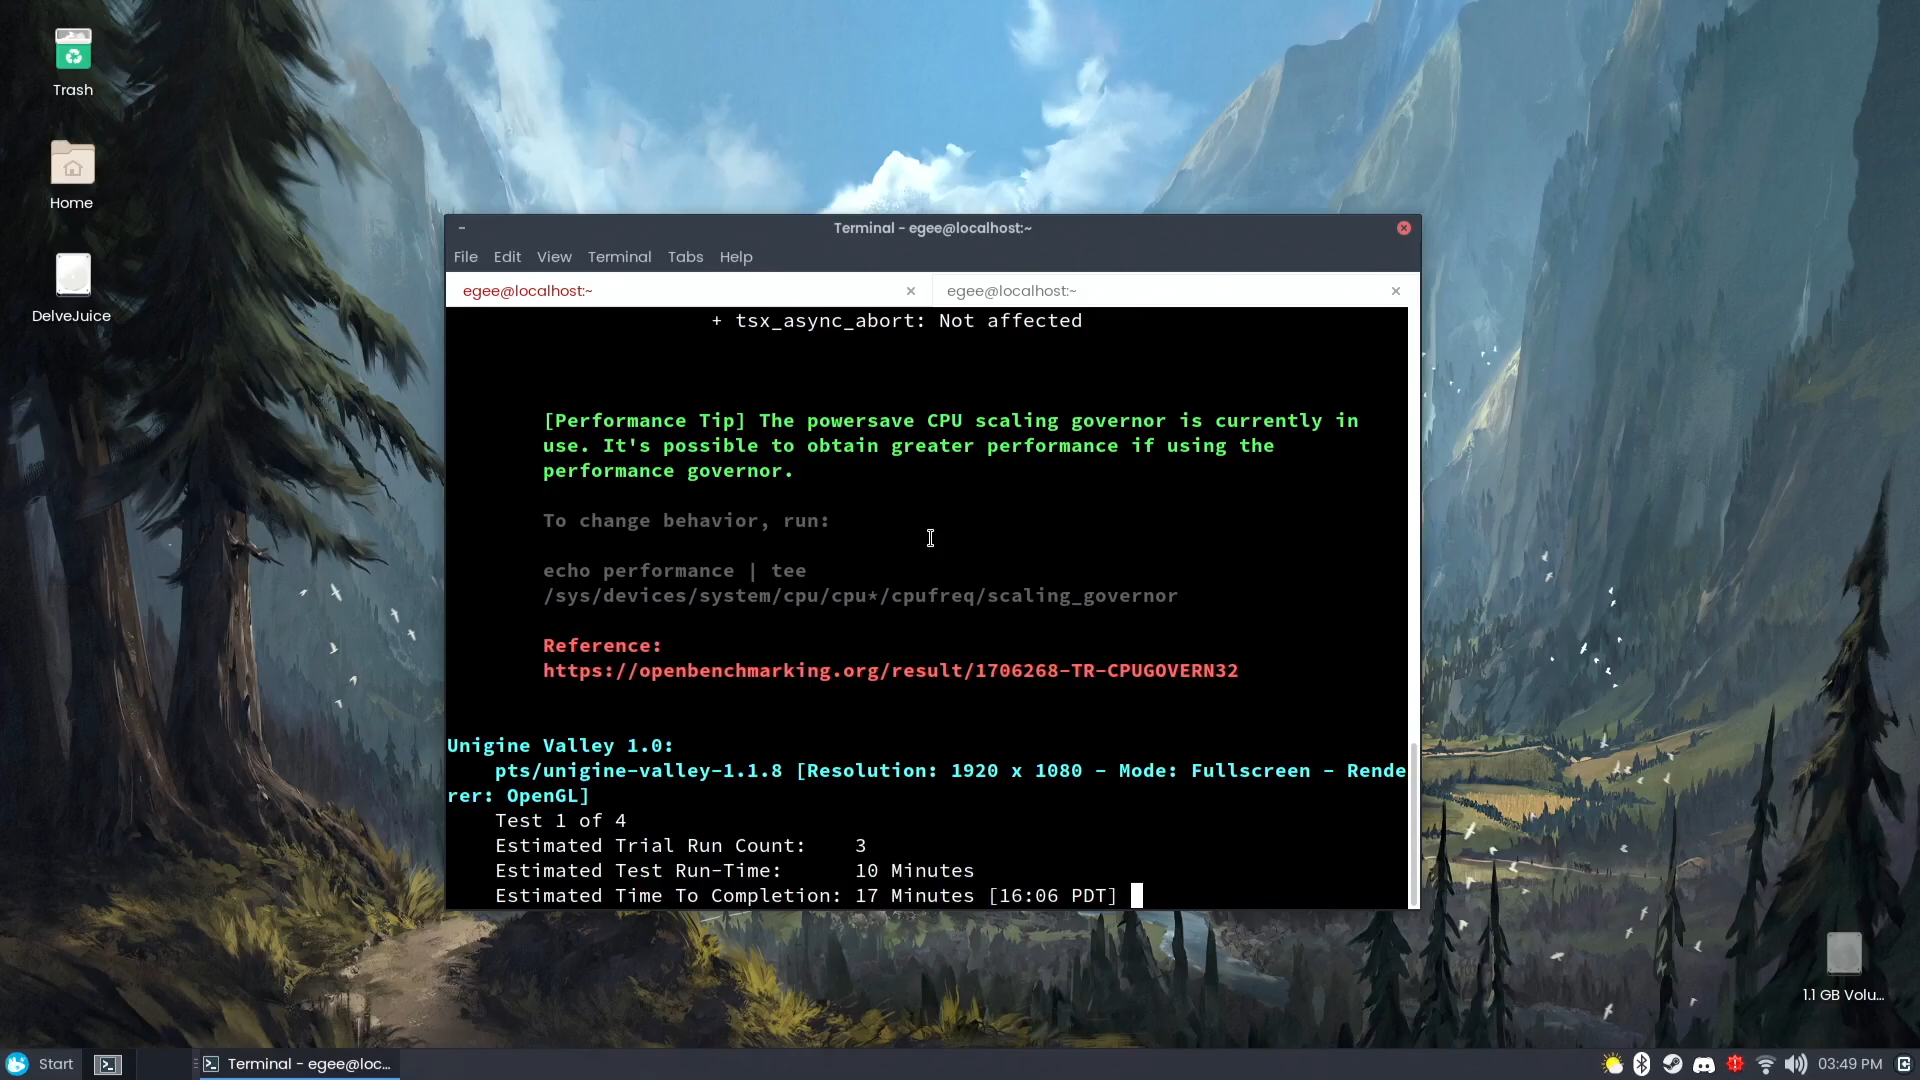 Trash
Home
DelveJuice
Terminal - egee@localhost:~
File Edit View Terminal Tabs Help
egee@localhost:~ egee@localhost:~
+ tsx_async_abort: Not affected
[Performance Tip] The powersave CPU scaling governor is currently in
use. It's possible to obtain greater performance if using the
performance governor.
To change behavior, run:
echo performance | tee
/sys/devices/system/cpu/cpu*/cpufreq/scaling_governor
Reference:
https://openbenchmarking.org/result/1706268-TR-CPUGOVERN32
Unigine Valley 1.0:
pts/unigine-valley-1.1.8 [Resolution: 1920 x 1080 - Mode: Fullscreen - Rende
rer: OpenGL]
Test 1 of 4
Estimated Trial Run Count: 3
Estimated Test Run-Time: 10 Minutes
Estimated Time To Completion: 17 Minutes [16:06 PDT]
1.1 GB Volu...
Start Terminal - egee@loc... 03:49 PM